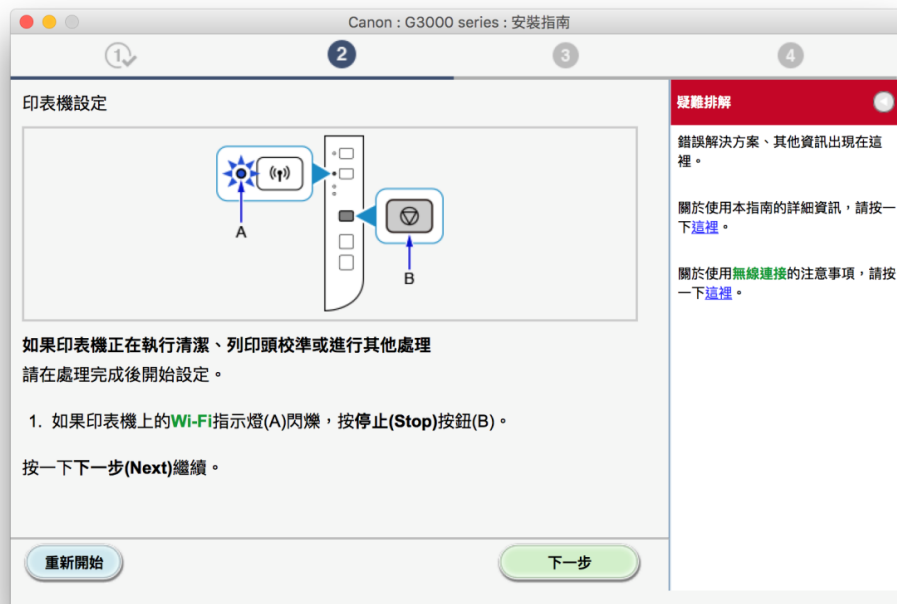 Canon : G3000 series : 安裝指南
1
2
3
4
印表機設定
A
B
如果印表機正在執行清潔、列印頭校準或進行其他處理
請在處理完成後開始設定。
1. 如果印表機上的Wi-Fi指示燈(A)閃爍，按停止(Stop)按鈕(B)。
按一下下一步(Next)繼續。
重新開始
下一步
疑難排解
錯誤解決方案、其他資訊出現在這
裡。
關於使用本指南的詳細資訊，請按一
下這裡。
關於使用無線連接的注意事項，請按
一下這裡。